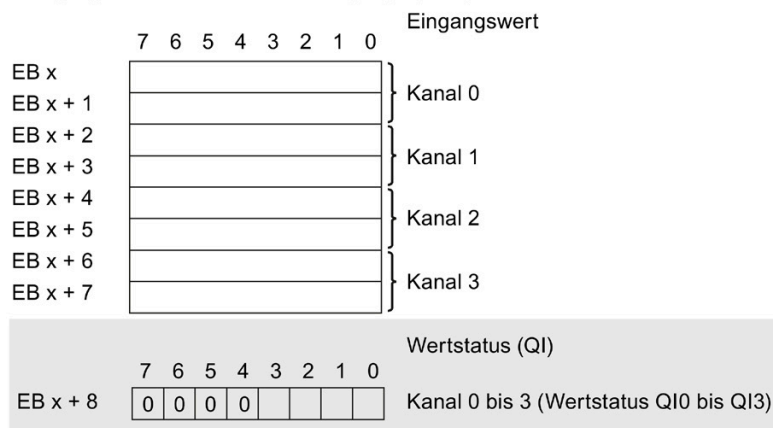 Eingangswert
7 6 5 4 3 2 1 0
EB x
EB x + 1
Kanal 0
EB x + 2
EB x + 3
Kanal 1
EB x + 4
EB x + 5
Kanal 2
EB x + 6
EB x + 7
Kanal 3
Wertstatus (QI)
7 6 5 4 3 2 1 0
EB x + 8 0 0 0 0 Kanal 0 bis 3 (Wertstatus QI0 bis QI3)